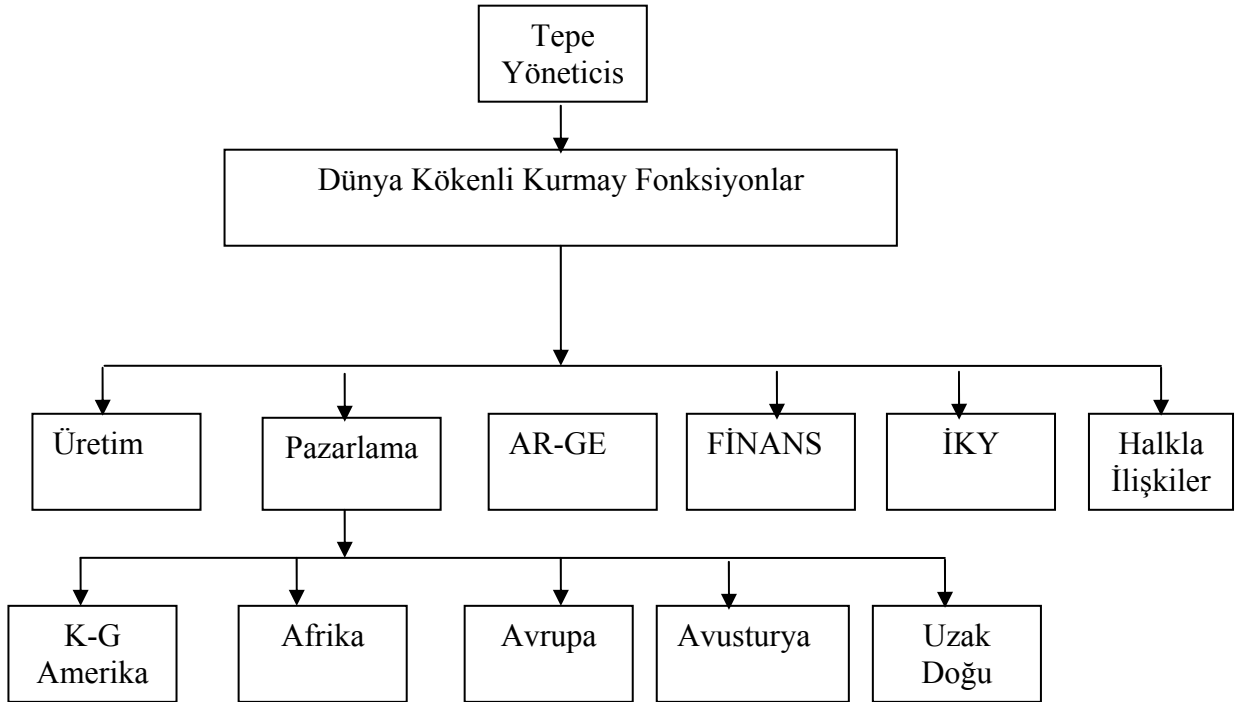 Tepe
Yöneticis
Dünya Kökenli Kurmay Fonksiyonlar
Üretim
Pazarlama
AR-GE
FİNANS
İKY
Halkla
İlişkiler
K-G
Amerika
Afrika
Avrupa
Avusturya
Uzak
Doğu